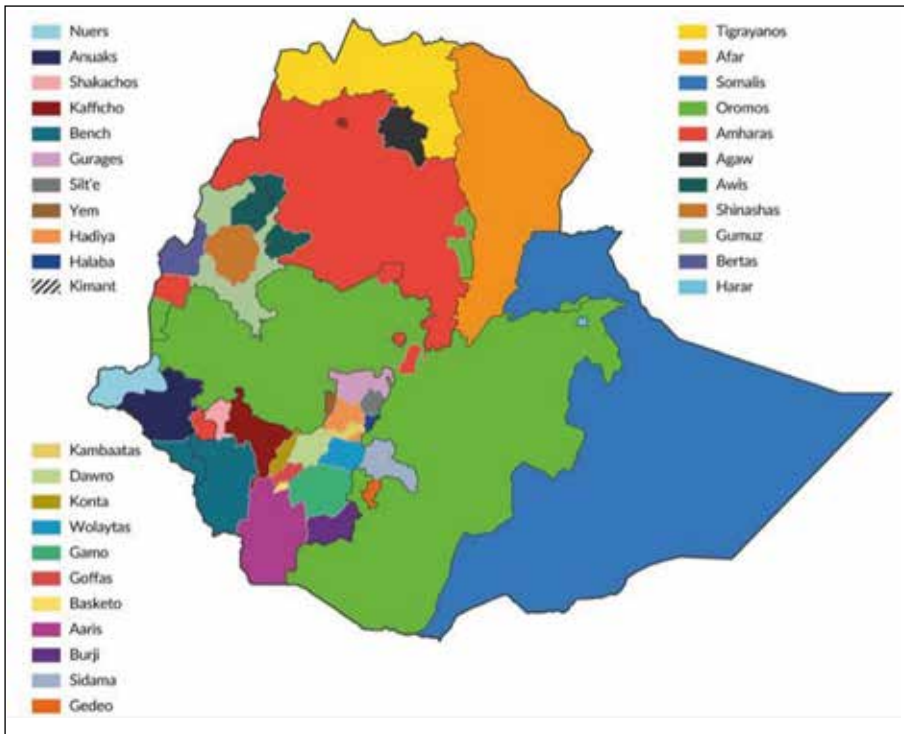 Nuers
Anuaks
Shakachos
Kafficho
Bench
Gurages
Silt'e
Yem
Hadiya
Halaba
Kimant
Kambaatas
Dawro
Konta
Wolaytas
Gamo
Goffas
Basketo
Aaris
Burji
Sidama
Gedeo
Tigrayanos
Afar
Somalis
Oromos
Amharas
Agaw
Awis
Shinashas
Gumuz
Bertas
Harar